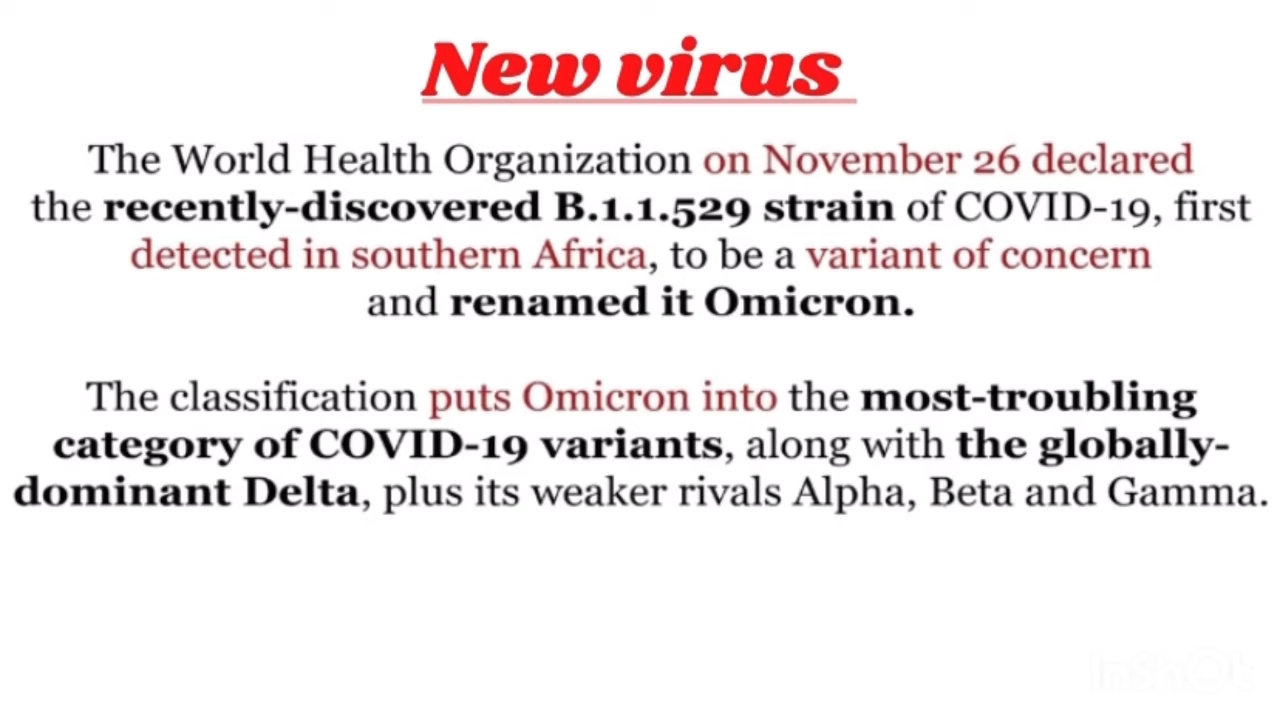 New virus
The World Health Organization on November 26 declared
the recently-discovered B.1.1.529 strain of COVID-19, first
detected in southern Africa, to be a variant of concern
and renamed it Omicron.
The classification puts Omicron into the most-troubling
category of COVID-19 variants, along with the globally-
dominant Delta, plus its weaker rivals Alpha, Beta and Gamma.
InShOt